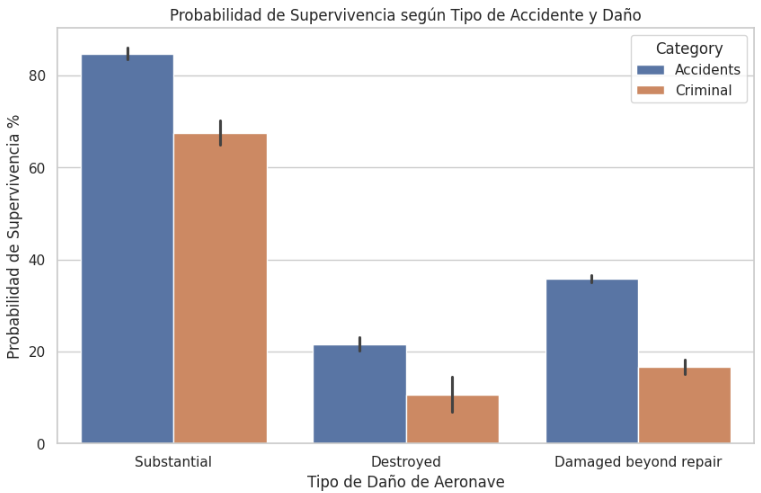 Probabilidad de Supervivencia según Tipo de Accidente y Daño
Category
Accidents
Criminal
Probabilidad de Supervivencia %
80
60
40
20
0
Substantial
Destroyed
Damaged beyond repair
Tipo de Daño de Aeronave